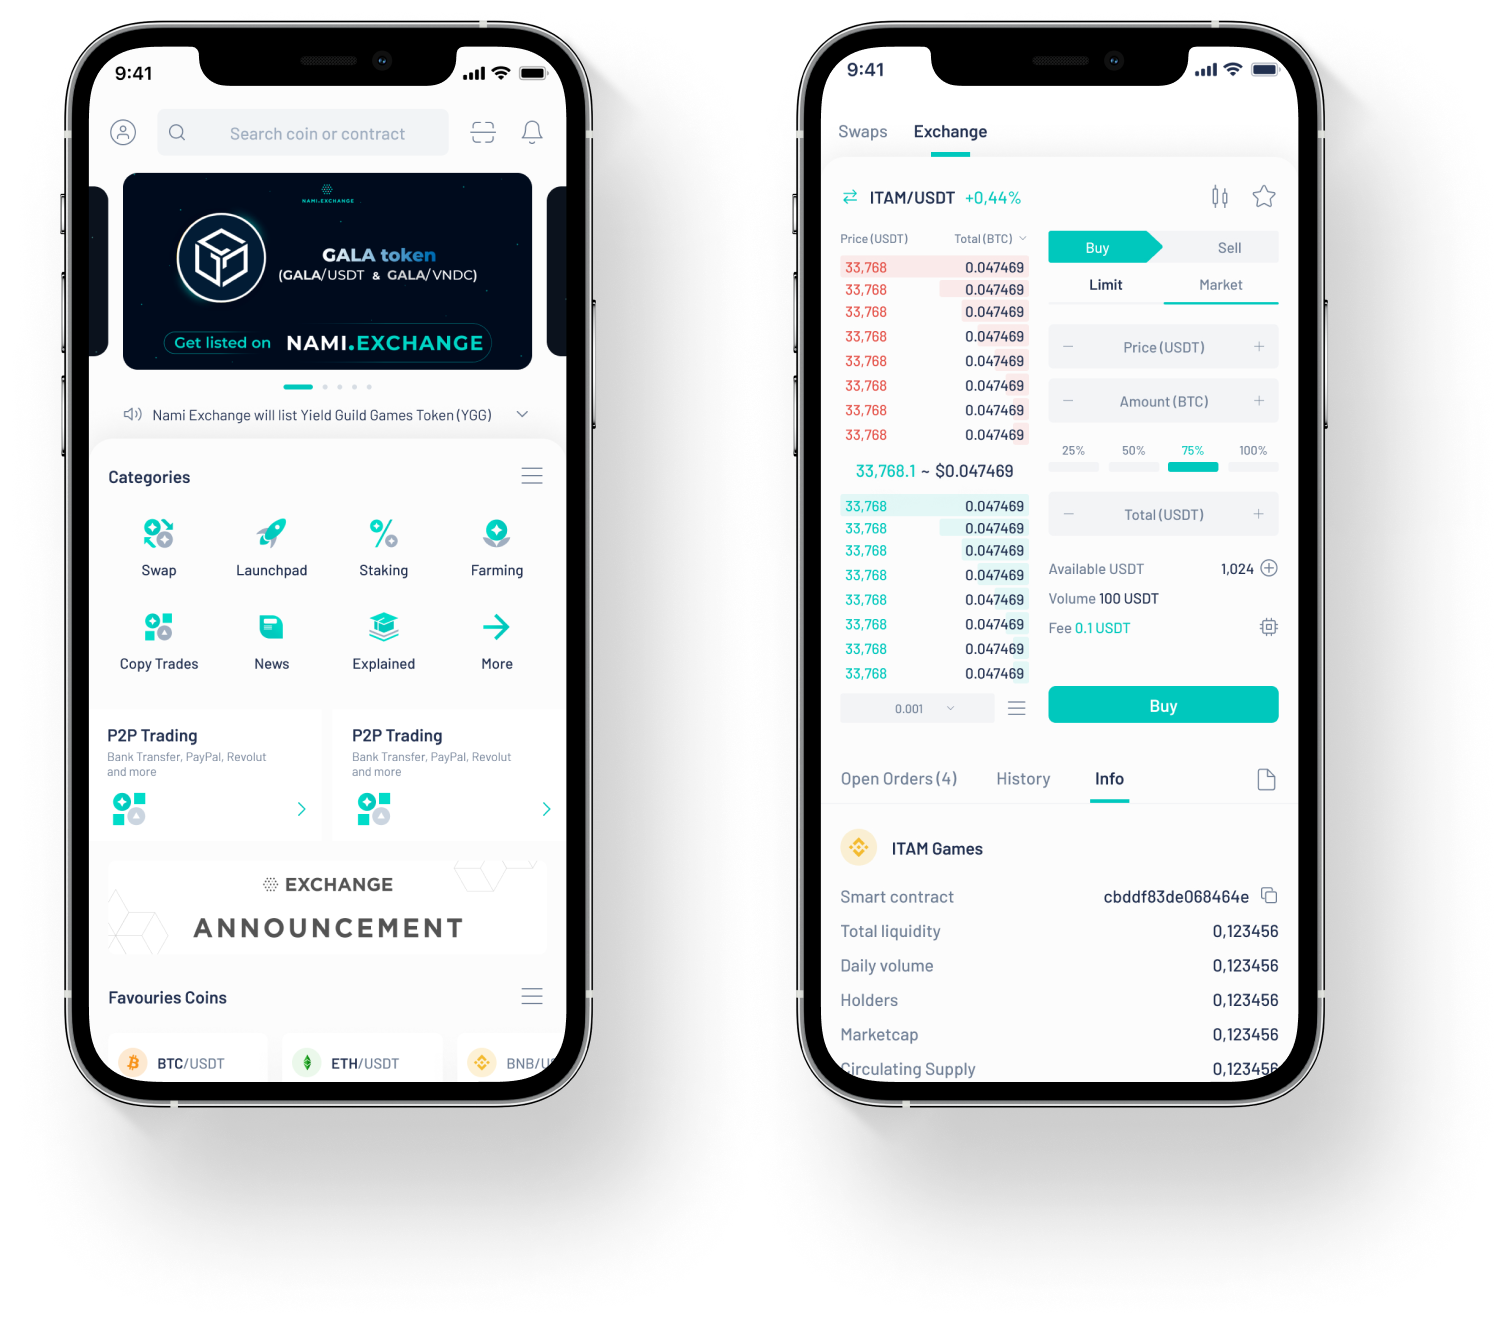 9:41
Search coin or contract
NAMI.EXCHANGE
GALA token
(GALA/USDT & GALA/VNDC)
Get listed on NAMI.EXCHANGE
Nami Exchange will list Yield Guild Games Token (YGG)
Categories
Swap Launchpad Staking Farming
Copy Trades News Explained More
P2P Trading
Bank Transfer, PayPal, Revolut
and more
P2P Trading
Bank Transfer, PayPal, Revolut
and more
EXCHANGE
ANNOUNCEMENT
Favouries Coins
BTC/USDT ETH/USDT BNB/US
9:41
Swaps Exchange
ITAM/USDT +0,44%
Price (USDT) Total (BTC)
33,768 0.047469
33,768 0.047469
33,768 0.047469
33,768 0.047469
33,768 0.047469
33,768 0.047469
33,768 0.047469
33,768 0.047469
33,768.1 ~ $0.047469
33,768 0.047469
33,768 0.047469
33,768 0.047469
33,768 0.047469
33,768 0.047469
33,768 0.047469
33,768 0.047469
33,768 0.047469
0.001
Buy Sell
Limit Market
− Price (USDT) +
− Amount (BTC) +
25% 50% 75% 100%
− Total (USDT) +
Available USDT 1,024
Volume 100 USDT
Fee 0.1 USDT
Buy
Open Orders (4) History Info
ITAM Games
Smart contract cbddf83de068464e
Total liquidity 0,123456
Daily volume 0,123456
Holders 0,123456
Marketcap 0,123456
Circulating Supply 0,123456